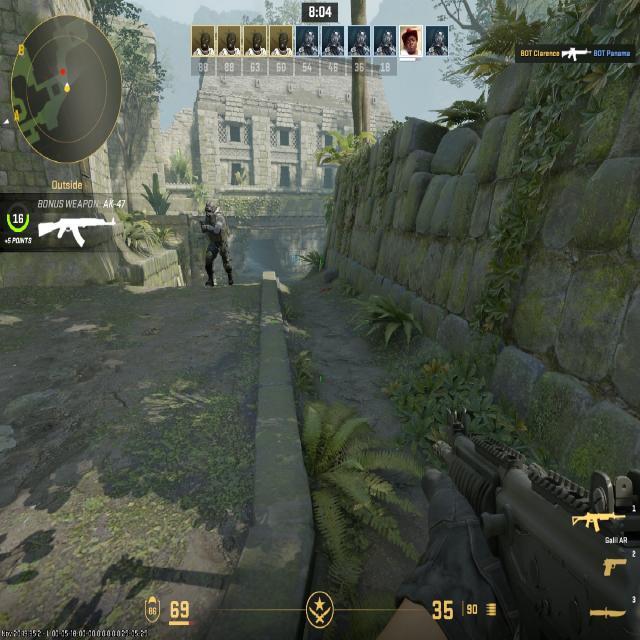 8:04
89 88 63 60 54 48 36 18
BOT Clarence BOT Panama
B
A
Outside
BONUS WEAPON: AK-47
16
+5 POINTS
1
Galil AR
2
3
86 69
35 | 90